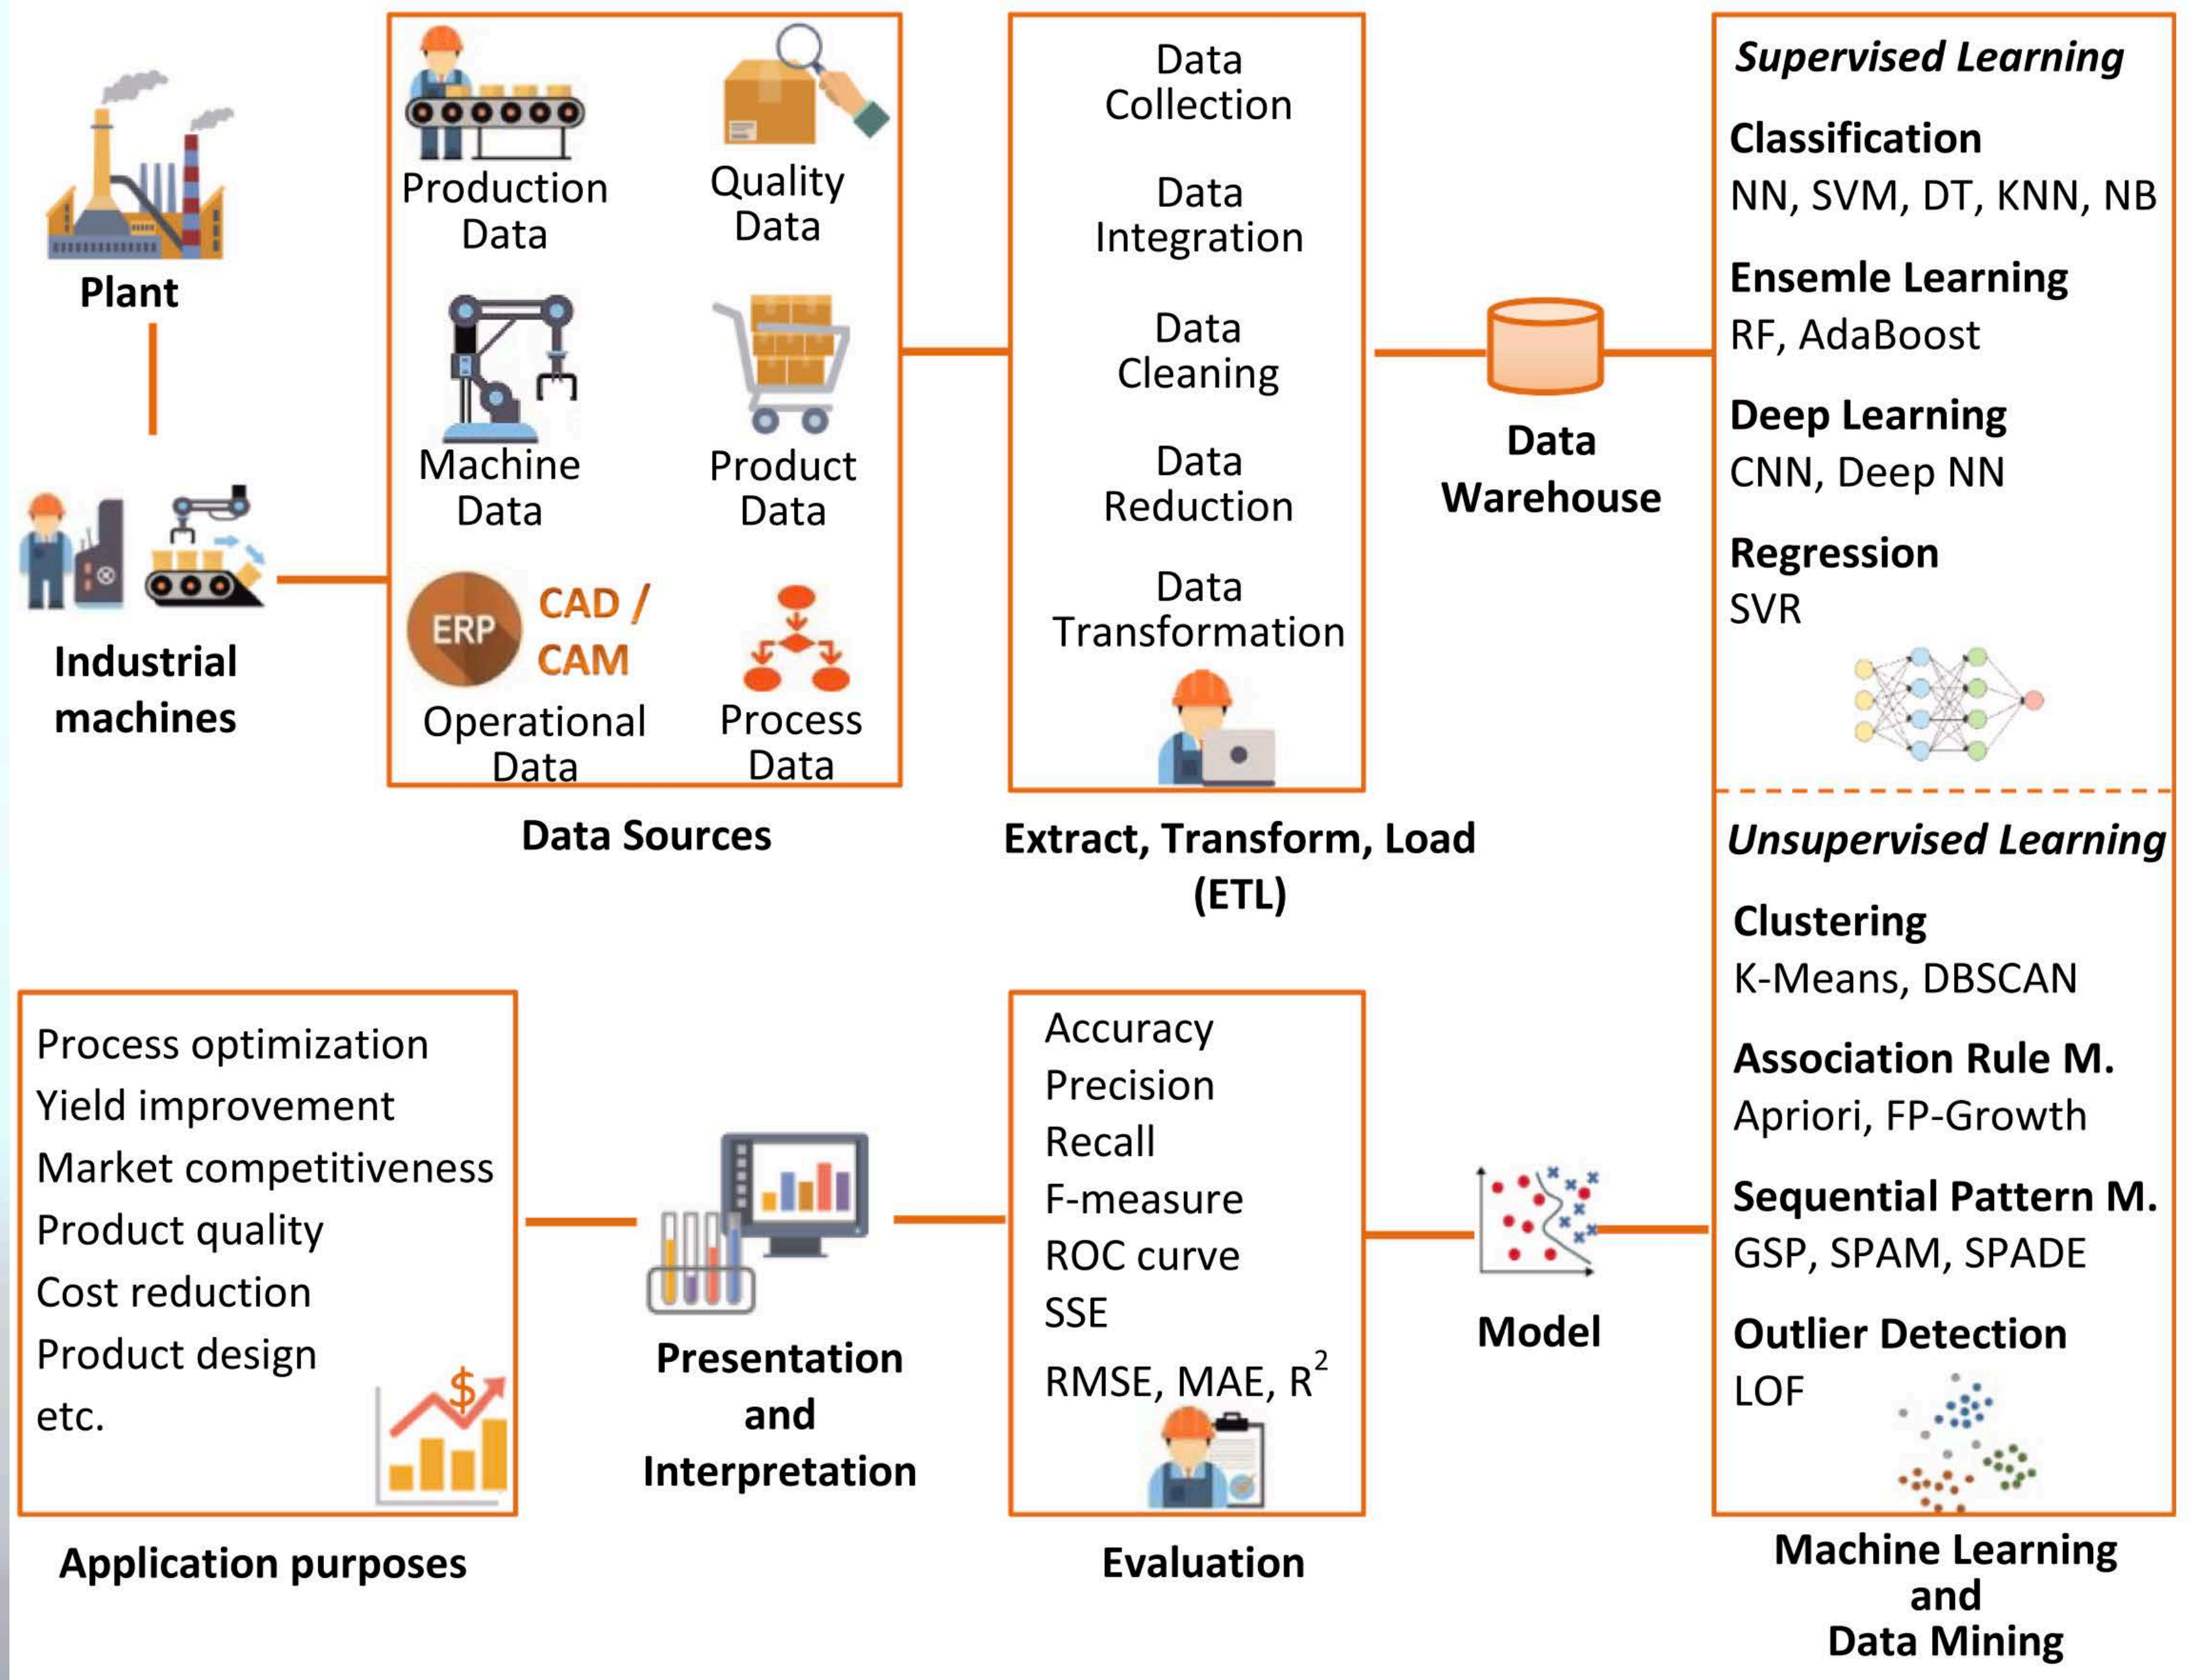 Plant
Industrial
machines
Production
Data
Quality
Data
Machine
Data
Product
Data
ERP
CAD /
CAM
Operational
Data
Process
Data
Data Sources
Data
Collection
Data
Integration
Data
Cleaning
Data
Reduction
Data
Transformation
Extract, Transform, Load
(ETL)
Data
Warehouse
Supervised Learning
Classification
NN, SVM, DT, KNN, NB
Ensemle Learning
RF, AdaBoost
Deep Learning
CNN, Deep NN
Regression
SVR
Unsupervised Learning
Clustering
K-Means, DBSCAN
Association Rule M.
Apriori, FP-Growth
Sequential Pattern M.
GSP, SPAM, SPADE
Outlier Detection
LOF
Machine Learning
and
Data Mining
Model
Accuracy
Precision
Recall
F-measure
ROC curve
SSE
RMSE, MAE, R²
Evaluation
Presentation
and
Interpretation
Process optimization
Yield improvement
Market competitiveness
Product quality
Cost reduction
Product design
etc.
$
Application purposes